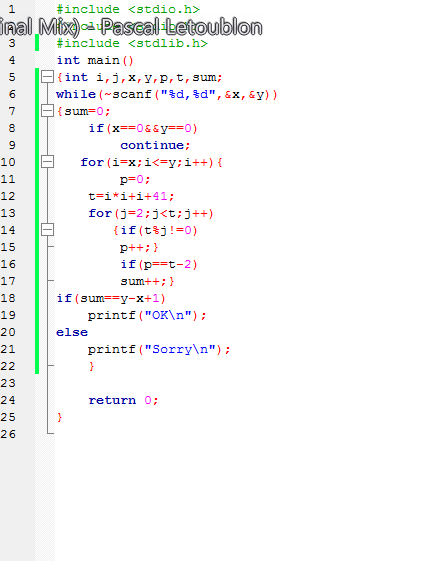 1 #include <stdio.h>
#include
inal Mix) - Pascal Letoublon
3 #include <stdlib.h>
4 int main()
5 {int i,j,x,y,p,t,sum;
6 while(~scanf("%d,%d",&x,&y))
7 {sum=0;
8 if(x==0&&y==0)
9 continue;
10 for(i=x;i<=y;i++){
11 p=0;
12 t=i*i+i+41;
13 for(j=2;j<t;j++)
14 {if(t%j!=0)
15 p++;}
16 if(p==t-2)
17 sum++;}
18 if(sum==y-x+1)
19 printf("OK\n");
20 else
21 printf("Sorry\n");
22 }
23
24 return 0;
25 }
26